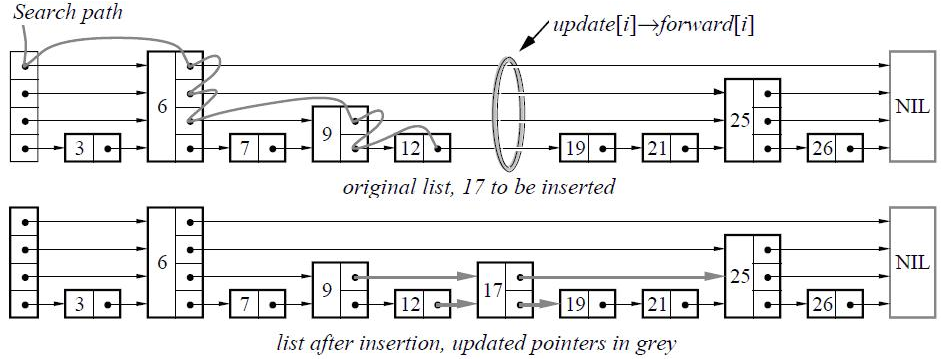 Search path
update[i]→forward[i]
6 NIL
25
9
3 7 12 19 21 26
original list, 17 to be inserted
6 NIL
25
9 17
3 7 12 19 21 26
list after insertion, updated pointers in grey